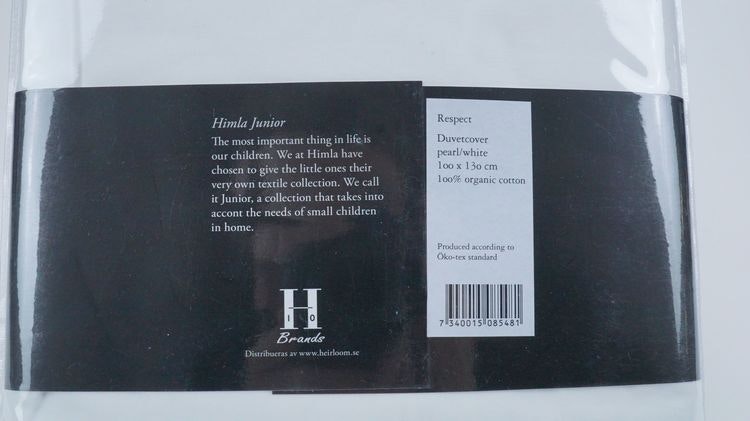 Himla Junior
The most important thing in life is
our children. We at Himla have
chosen to give the little ones their
very own textile collection. We call
it Junior, a collection that takes into
accont the needs of small children
in home.
H
1 0
Brands
Distribueras av www.heirloom.se
Respect
Duvetcover
pearl/white
100 x 130 cm
100% organic cotton
Produced according to
Öko-tex standard
7 340015 085481